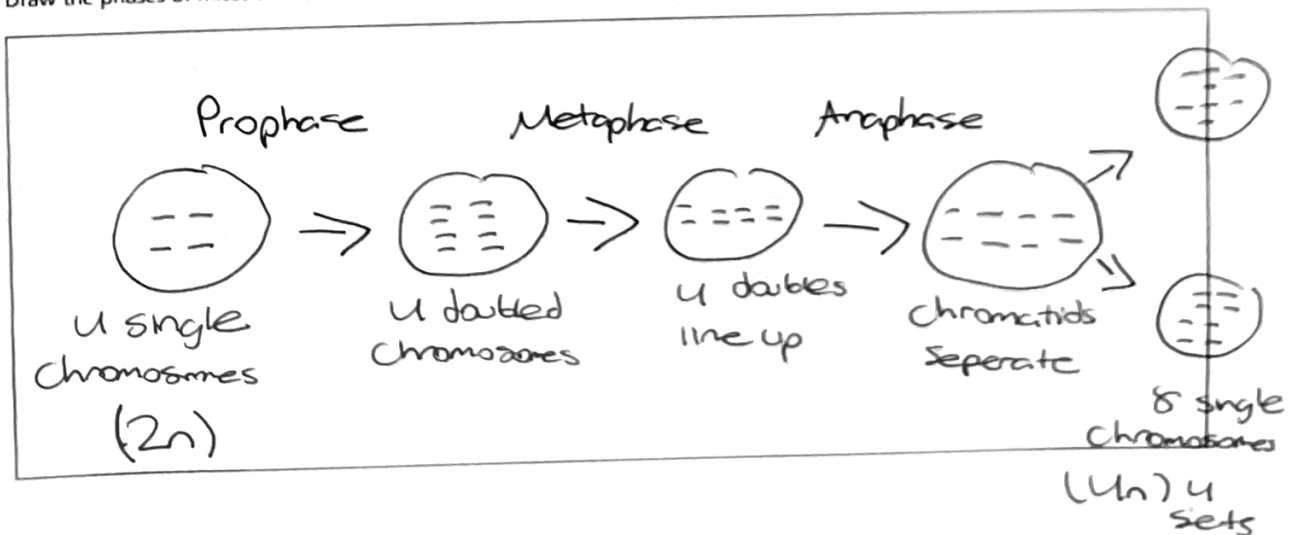 Prophase
Metaphase
Anaphase
4 single
chromosomes
(2n)
4 doubled
chromosomes
4 doubles
line up
chromatids
seperate
8 single
chromosomes
(4n) 4
sets